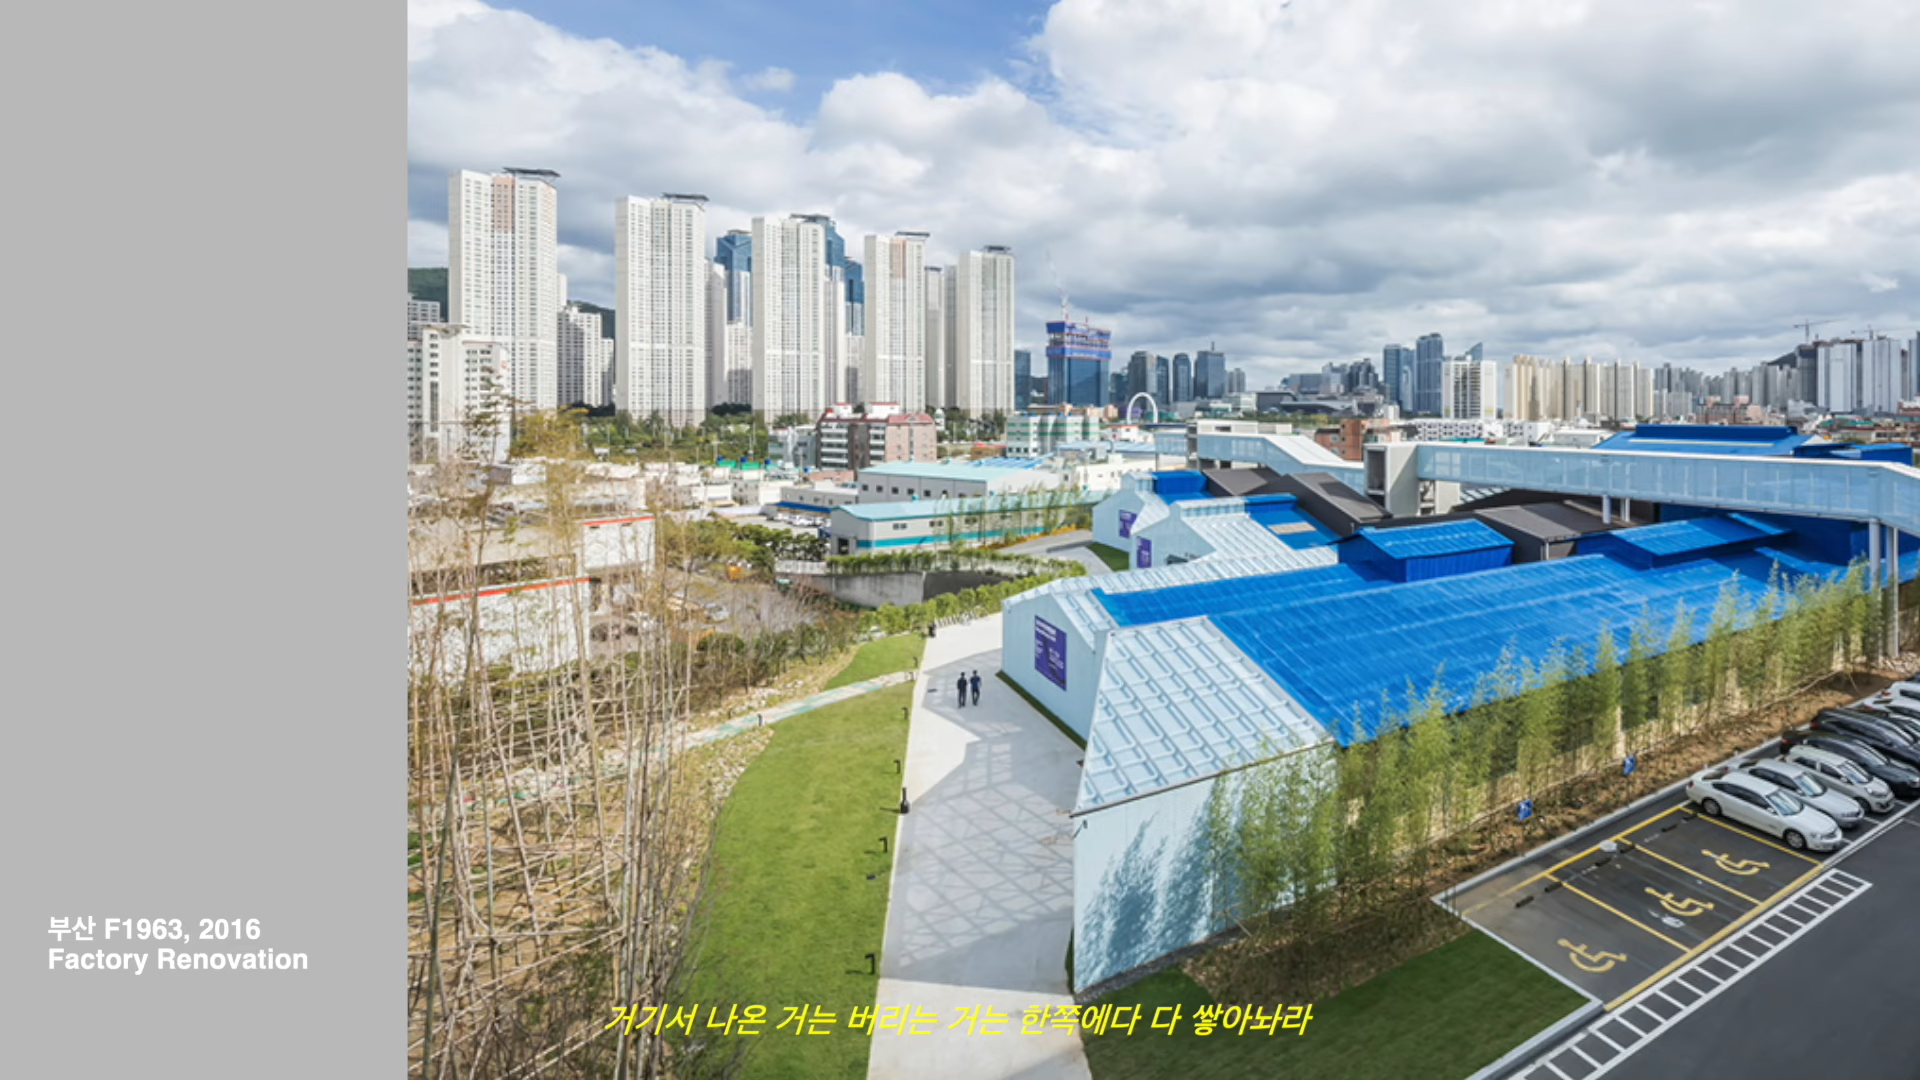 부산 F1963, 2016
Factory Renovation
거기서 나온 거는 버리는 거는 한쪽에다 다 쌓아놔라